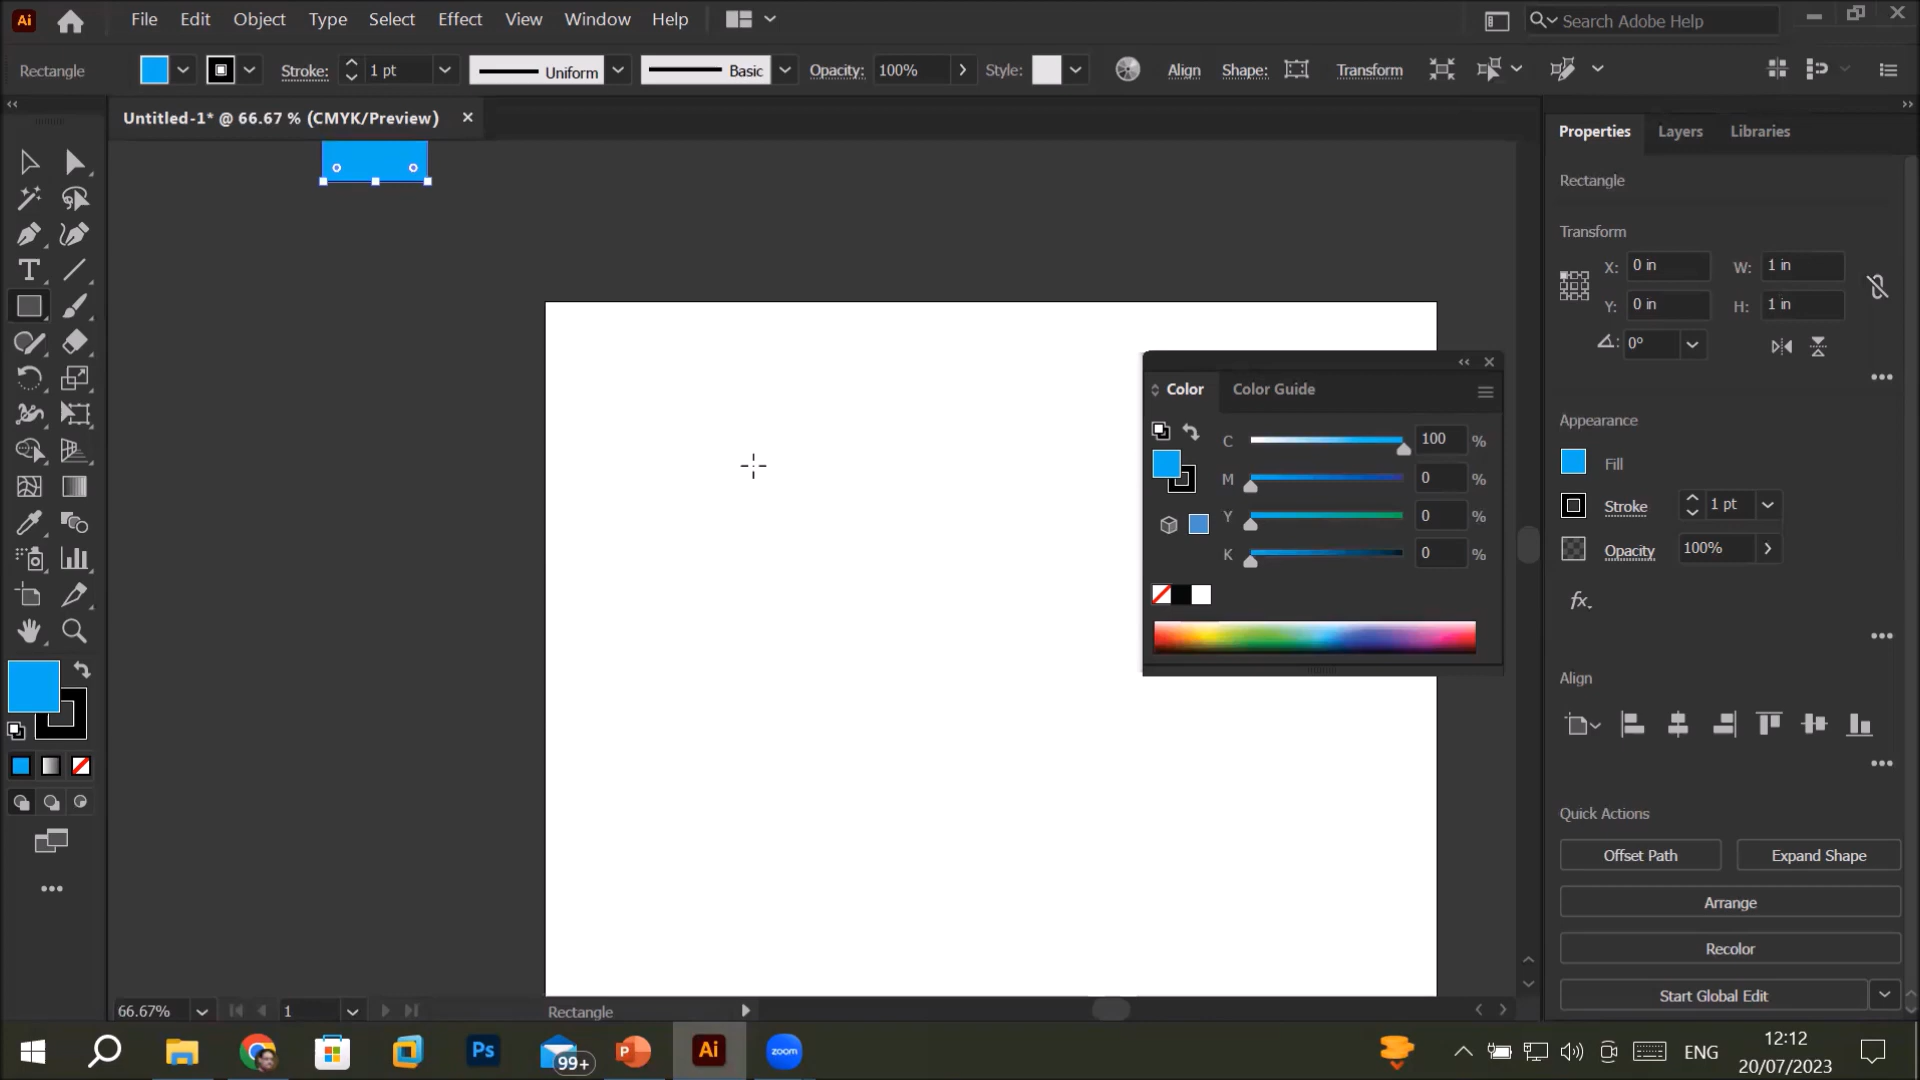 Ai File Edit Object Type Select Effect View Window Help Search Adobe Help
Rectangle Stroke: 1 pt Uniform Basic Opacity: 100% Style: Align Shape: Transform
Untitled-1* @ 66.67 % (CMYK/Preview)
Properties Layers Libraries
Rectangle
Transform
X: 0 in W: 1 in
Y: 0 in H: 1 in
0°
Color Color Guide
C 100 %
M 0 %
Y 0 %
K 0 %
Appearance
Fill
Stroke 1 pt
Opacity 100%
fx.
Align
Quick Actions
Offset Path Expand Shape
Arrange
Recolor
Start Global Edit
66.67% 1 Rectangle
Ps 99+ P Ai zoom ENG 12:12
20/07/2023